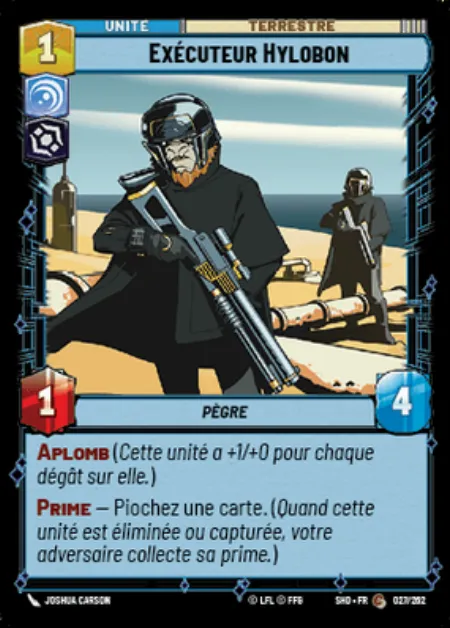 UNITÉ
TERRESTRE
1
EXÉCUTEUR HYLOBON
1
PÈGRE
4
APLOMB (Cette unité a +1/+0 pour chaque
dégât sur elle.)
PRIME – Piochez une carte. (Quand cette
unité est éliminée ou capturée, votre
adversaire collecte sa prime.)
JOSHUA CARSON
© LFL © FFG
SHD • FR
027/262